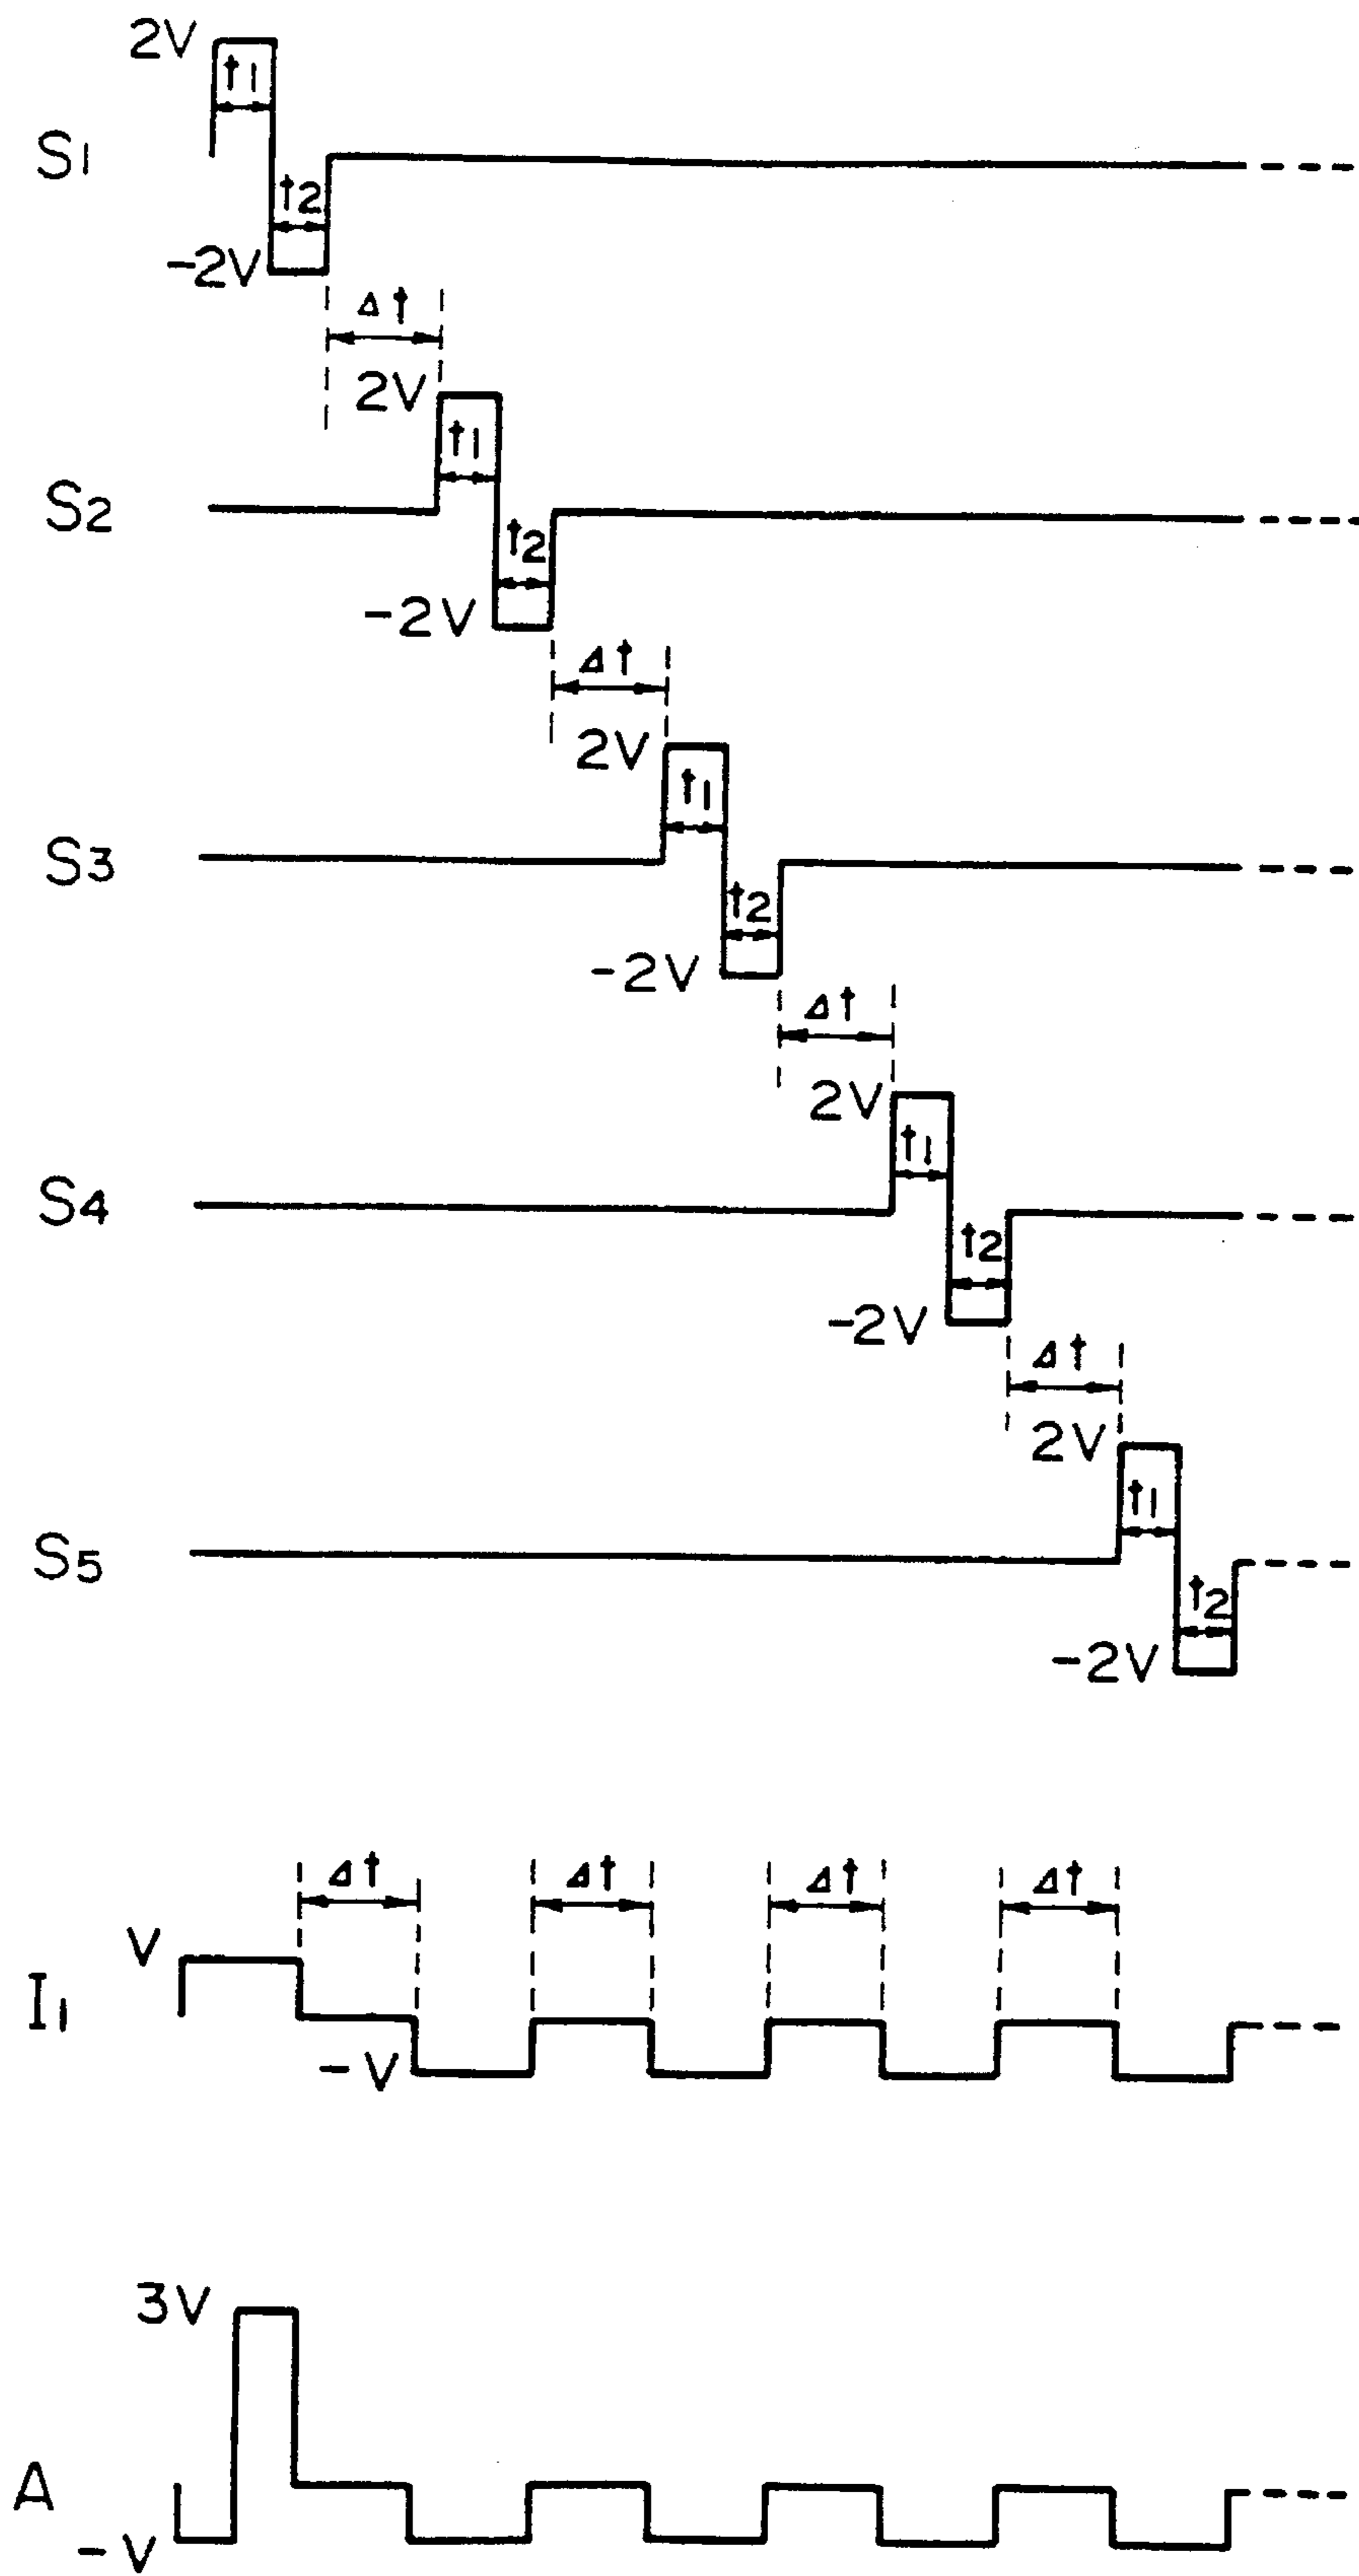 2V
t1
S1
t2
-2V
Δt
2V
t1
S2
t2
-2V
Δt
2V
t1
S3
t2
-2V
Δt
2V
t1
S4
t2
-2V
Δt
2V
t1
S5
t2
-2V
Δt Δt Δt Δt
V
I1
-V
3V
A
-V